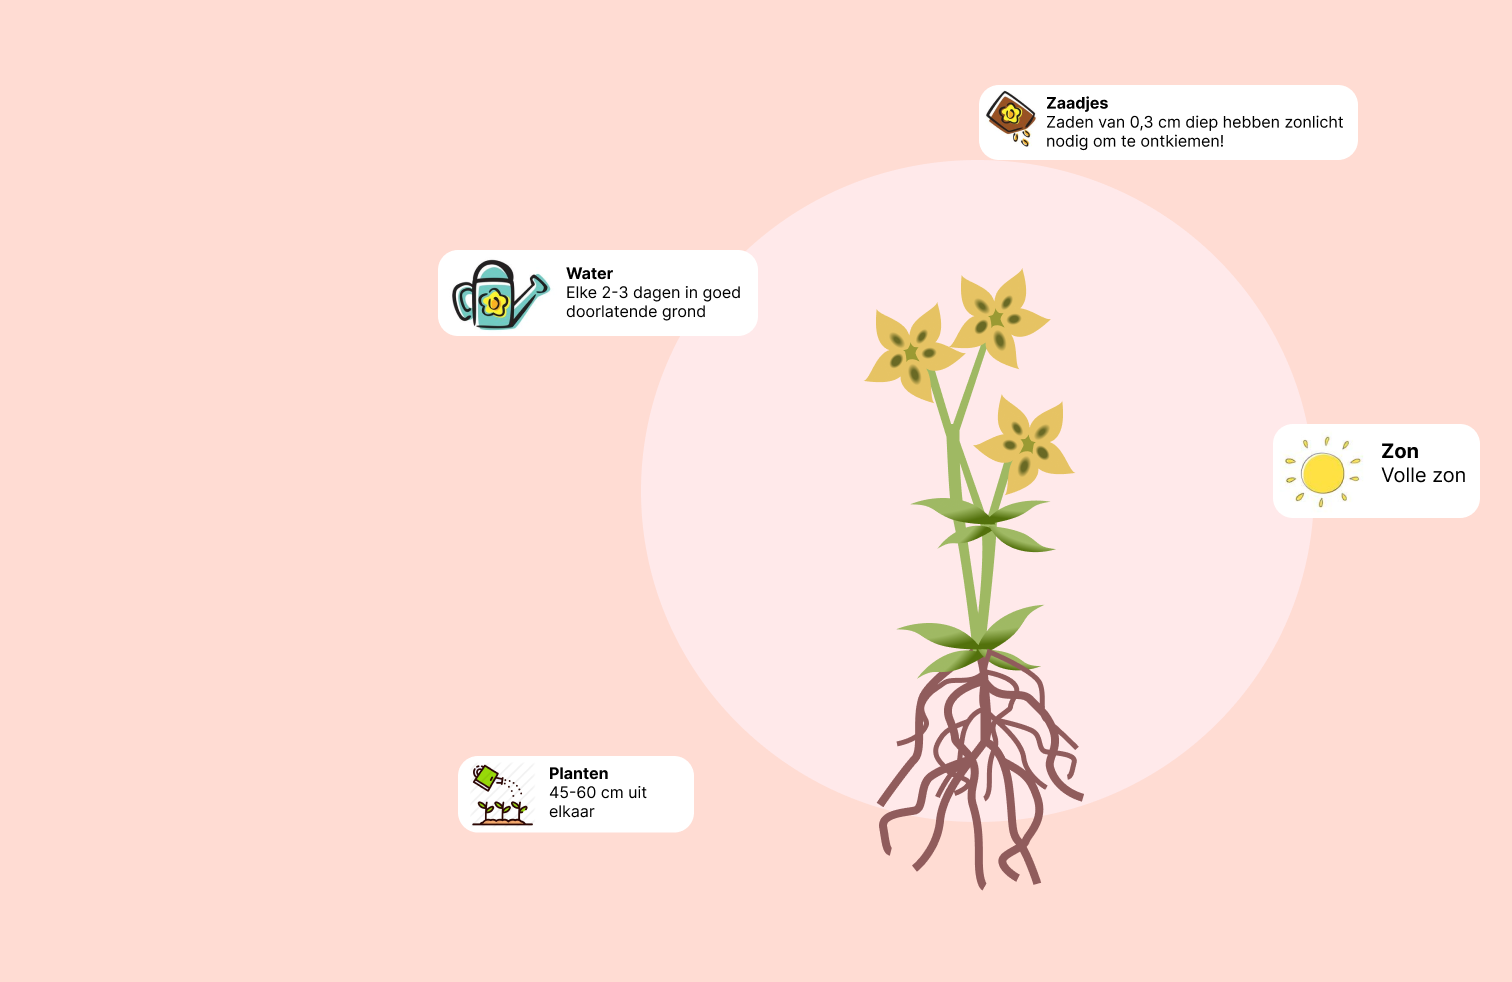 Zaadjes
Zaden van 0,3 cm diep hebben zonlicht
nodig om te ontkiemen!
Water
Elke 2-3 dagen in goed
doorlatende grond
Zon
Volle zon
Planten
45-60 cm uit
elkaar